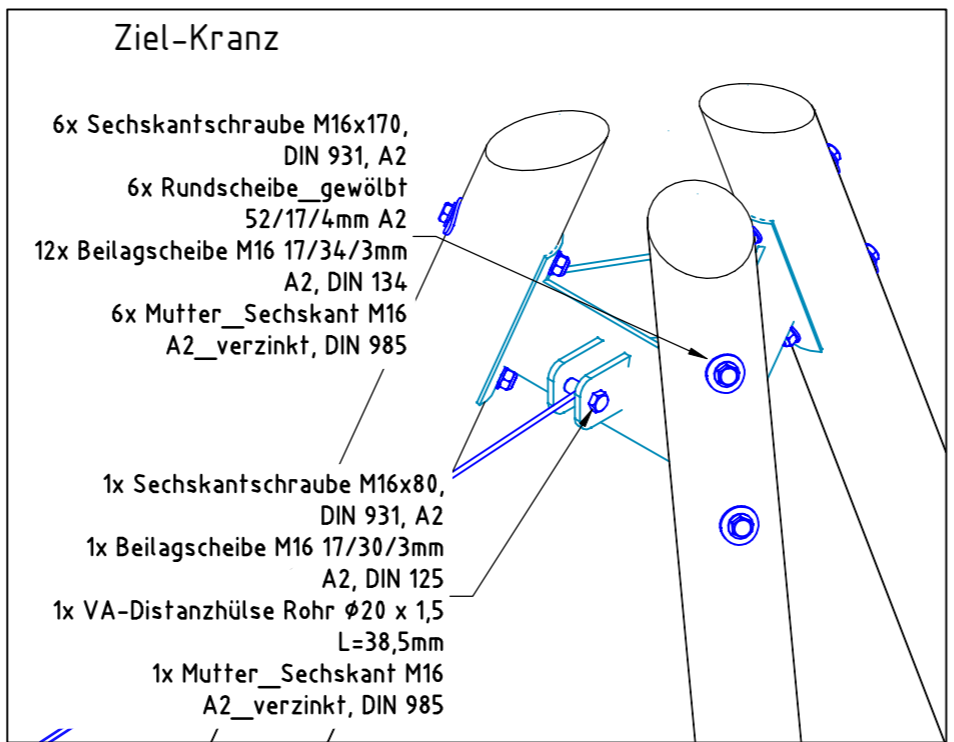 Ziel-Kranz
6x Sechskantschraube M16x170,
DIN 931, A2
6x Rundscheibe__gewölbt
52/17/4mm A2
12x Beilagscheibe M16 17/34/3mm
A2, DIN 134
6x Mutter__Sechskant M16
A2__verzinkt, DIN 985
1x Sechskantschraube M16x80,
DIN 931, A2
1x Beilagscheibe M16 17/30/3mm
A2, DIN 125
1x VA-Distanzhülse Rohr Ø20 x 1,5
L=38,5mm
1x Mutter__Sechskant M16
A2__verzinkt, DIN 985